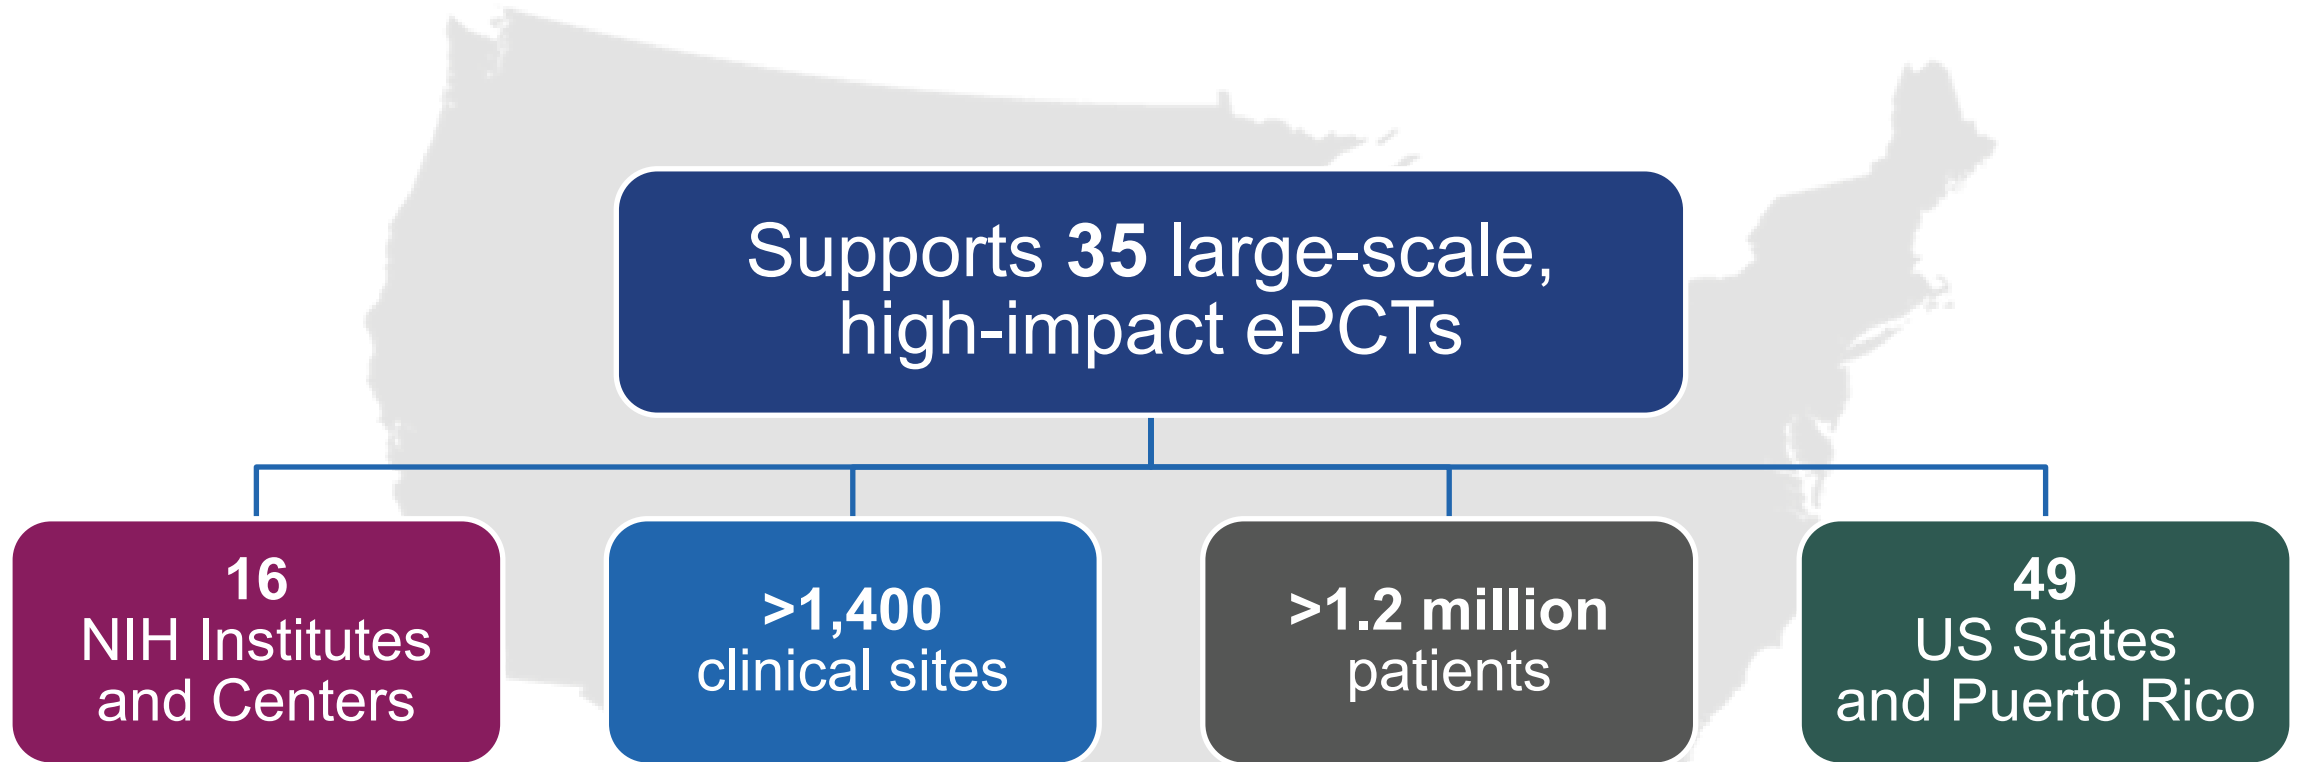 Supports 35 large-scale,
high-impact ePCTs
16
NIH Institutes
and Centers
>1,400
clinical sites
>1.2 million
patients
49
US States
and Puerto Rico